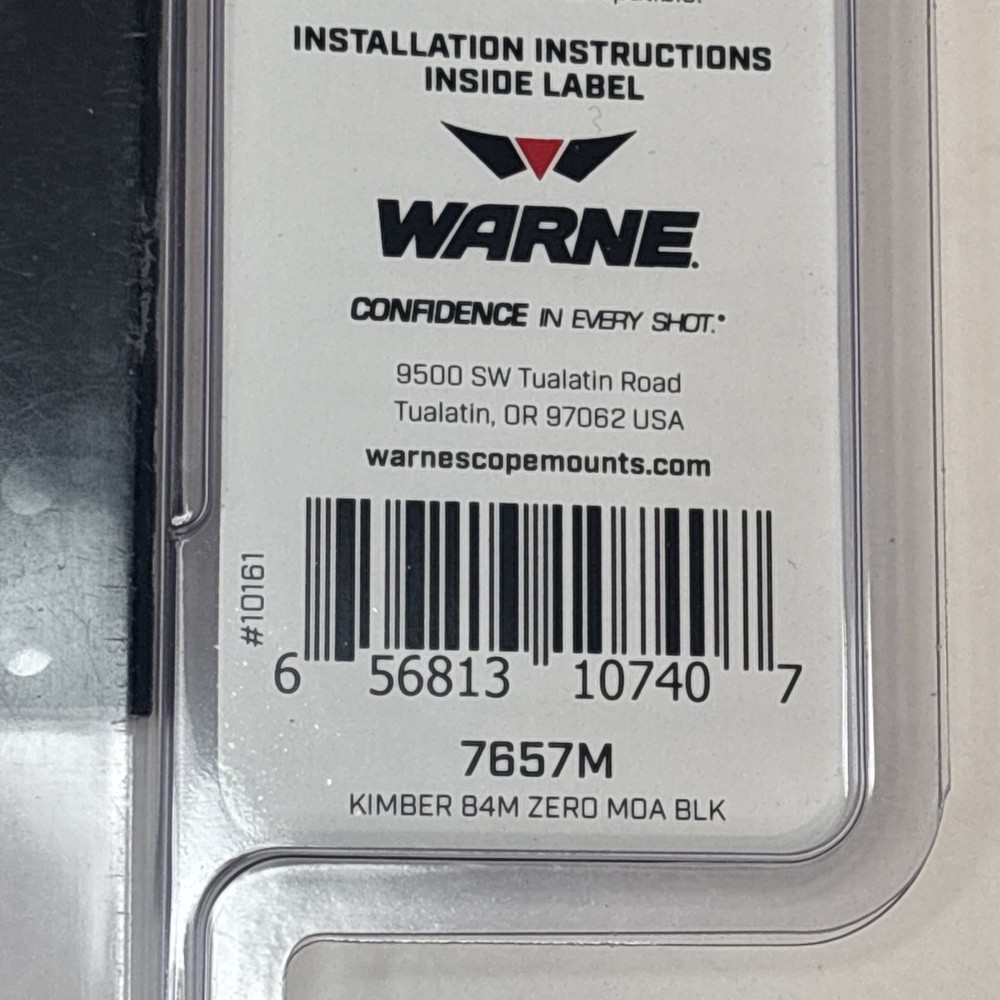 INSTALLATION INSTRUCTIONS
INSIDE LABEL
WARNE.
CONFIDENCE IN EVERY SHOT.
9500 SW Tualatin Road
Tualatin, OR 97062 USA
warnescopemounts.com
#10161
6 56813 10740 7
7657M
KIMBER 84M ZERO MOA BLK